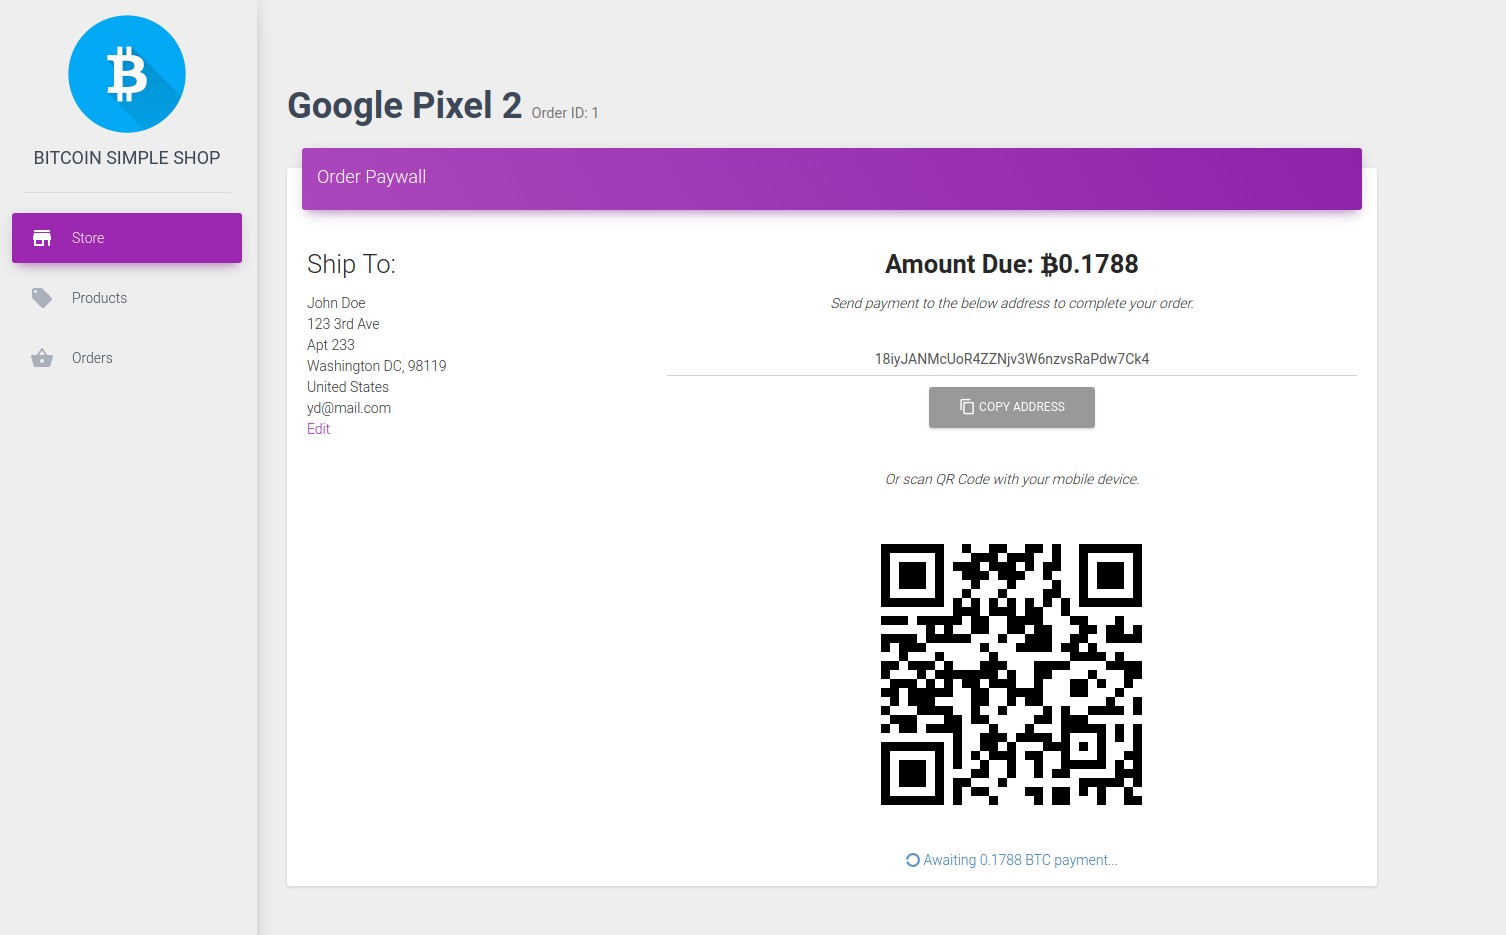 BITCOIN SIMPLE SHOP
Store
Products
Orders
Google Pixel 2 Order ID: 1
Order Paywall
Ship To:
John Doe
123 3rd Ave
Apt 233
Washington DC, 98119
United States
yd@mail.com
Edit
Amount Due: ₿0.1788
Send payment to the below address to complete your order.
18iyJANMcUoR4ZZNjv3W6nzvsRaPdw7Ck4
COPY ADDRESS
Or scan QR Code with your mobile device.
Awaiting 0.1788 BTC payment...